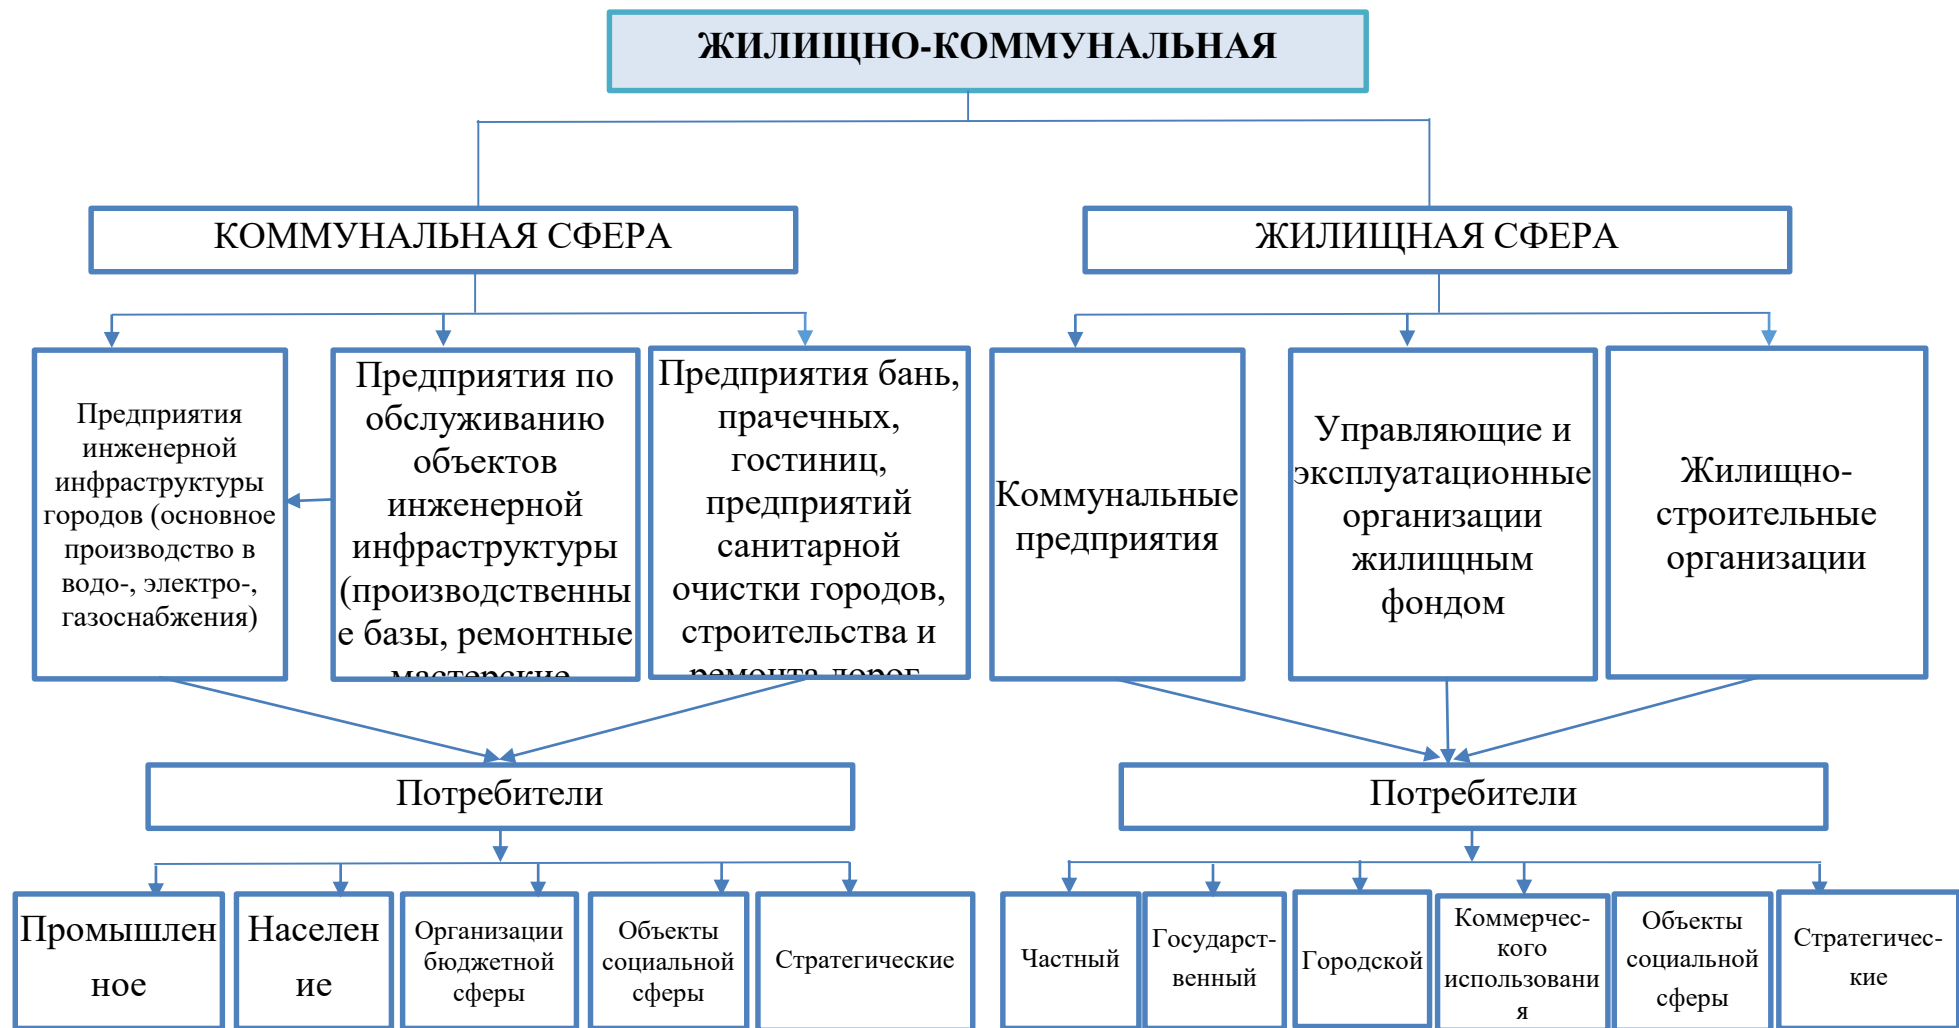 ЖИЛИЩНО-КОММУНАЛЬНАЯ
КОММУНАЛЬНАЯ СФЕРА
ЖИЛИЩНАЯ СФЕРА
Предприятия
инженерной
инфраструктуры
городов (основное
производство в
водо-, электро-,
газоснабжения)
Предприятия по
обслуживанию
объектов
инженерной
инфраструктуры
(производственны
е базы, ремонтные
мастерские
Предприятия бань,
прачечных,
гостиниц,
предприятий
санитарной
очистки городов,
строительства и
ремонта дорог
Коммунальные
предприятия
Управляющие и
эксплуатационные
организации
жилищным
фондом
Жилищно-
строительные
организации
Потребители
Потребители
Промышлен
ное
Населен
ие
Организации
бюджетной
сферы
Объекты
социальной
сферы
Стратегические
Частный
Государст-
венный
Городской
Коммерчес-
кого
использовани
я
Объекты
социальной
сферы
Стратегичес-
кие